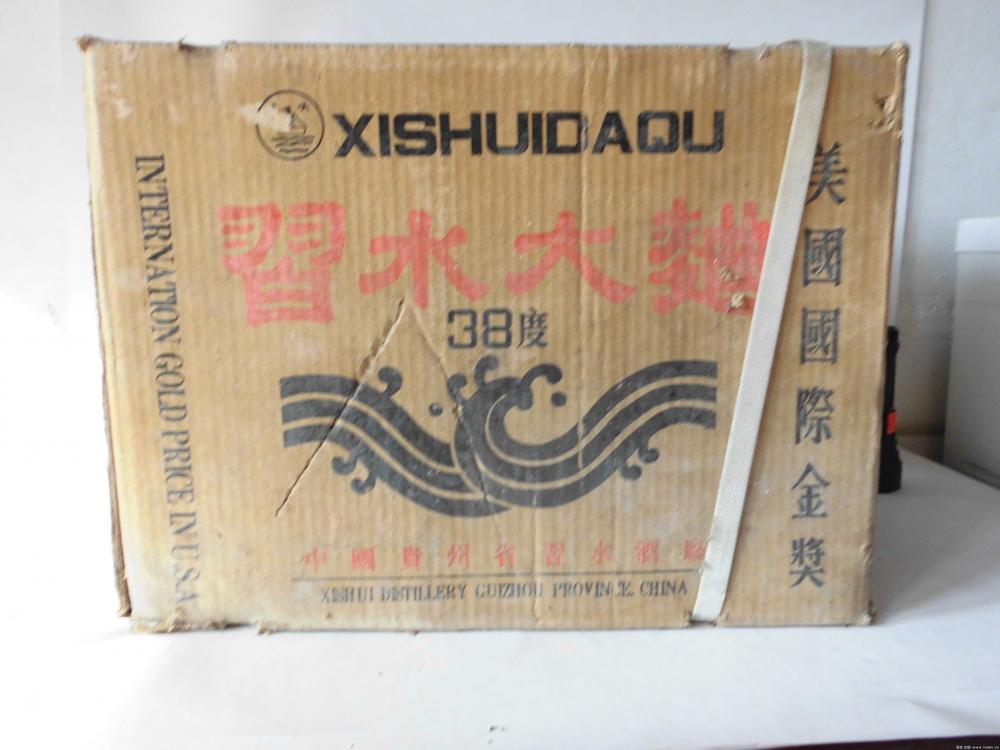 XISHUIDAQU
習水大麯
38度
中國貴州省習水酒廠
XISHUI DISTILLERY GUIZHOU PROVINCE. CHINA
INTERNATION GOLD PRICE IN U.S.A
美國國際金獎